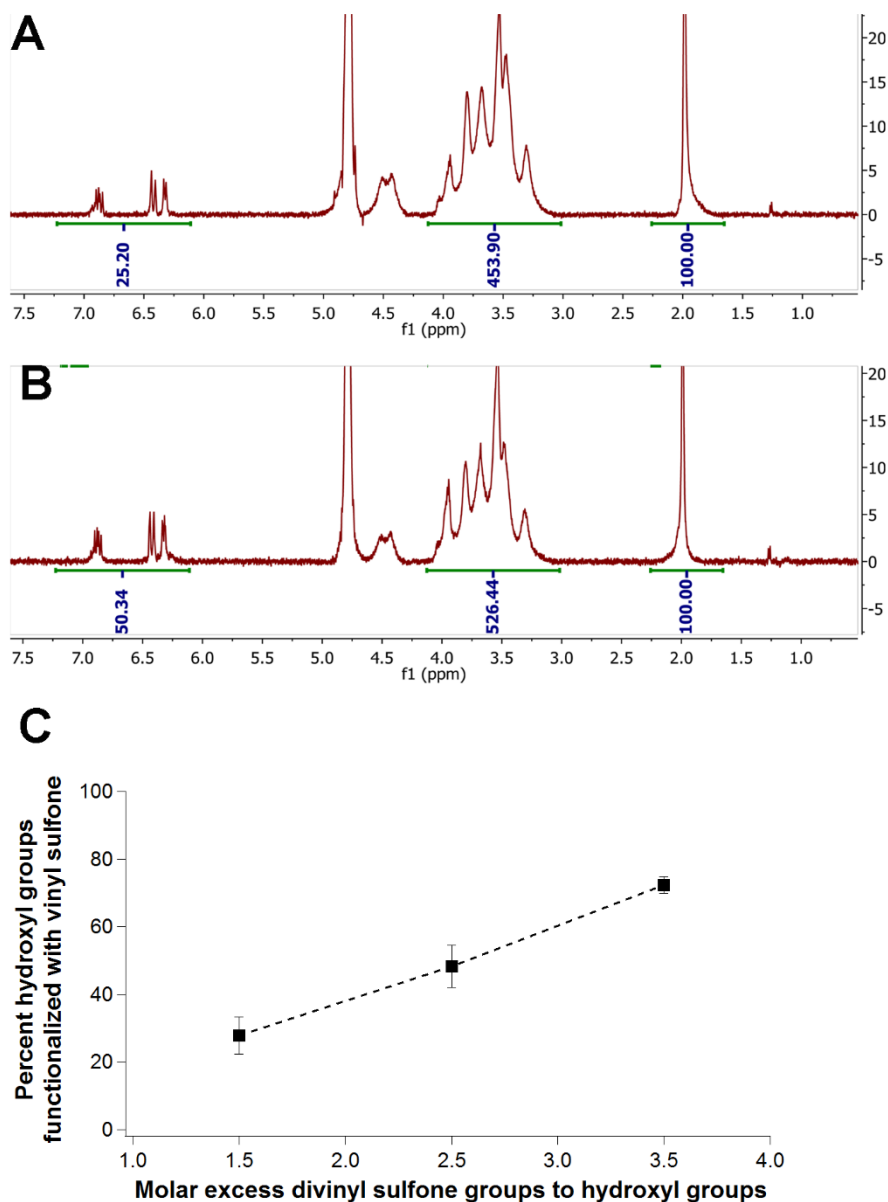 A
20
15
10
5
0
-5
25.20
453.90
100.00
7.5 7.0 6.5 6.0 5.5 5.0 4.5 4.0 3.5 3.0 2.5 2.0 1.5 1.0
f1 (ppm)
B
20
15
10
5
0
-5
50.34
526.44
100.00
7.5 7.0 6.5 6.0 5.5 5.0 4.5 4.0 3.5 3.0 2.5 2.0 1.5 1.0
f1 (ppm)
C
Percent hydroxyl groups
functionalized with vinyl sulfone
100
80
60
40
20
0
1.0 1.5 2.0 2.5 3.0 3.5 4.0
Molar excess divinyl sulfone groups to hydroxyl groups